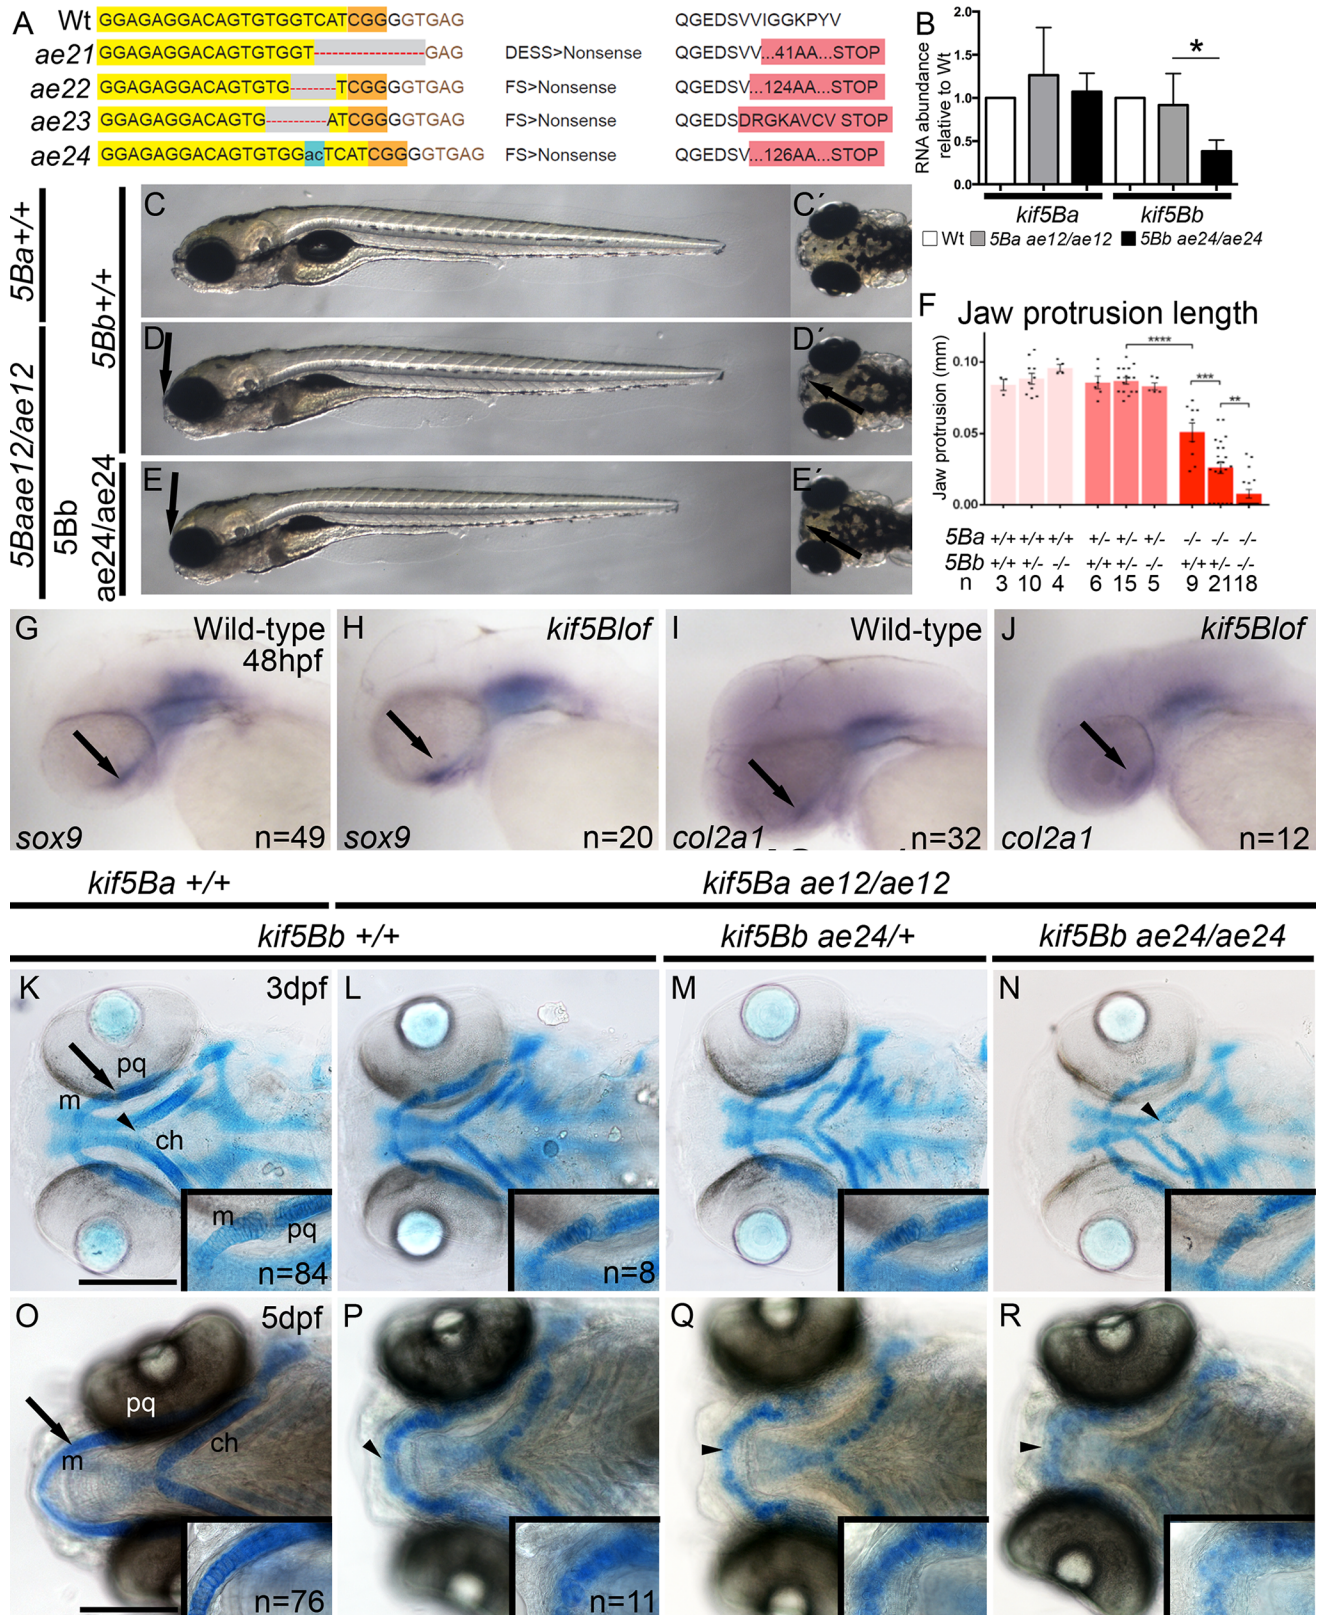 A
Wt GGAGAGGACAGTGTGGTCATCGGGGTGAG QGEDSVVIGGKPYV
ae21 GGAGAGGACAGTGTGGT-----------------GAG DESS>Nonsense QGEDSVV...41AA...STOP
ae22 GGAGAGGACAGTGTG-------TCGGGGTGAG FS>Nonsense QGEDSV...124AA...STOP
ae23 GGAGAGGACAGTG---------ATCGGGGTGAG FS>Nonsense QGEDSDRGKAVCV STOP
ae24 GGAGAGGACAGTGTGGacTCATCGGGGTGAG FS>Nonsense QGEDSV...126AA...STOP
B
RNA abundance
relative to Wt
2.0
1.5
1.0
0.5
0.0
*
kif5Ba kif5Bb
Wt 5Ba ae12/ae12 5Bb ae24/ae24
5Ba+/+
5Baae12/ae12
5Bb+/+
5Bb
ae24/ae24
C C´
D D´
E E´
F
Jaw protrusion length
Jaw protrusion (mm)
0.10
0.05
0.00
****
***
**
5Ba +/+ +/+ +/+ +/- +/- +/- -/- -/- -/-
5Bb +/+ +/- -/- +/+ +/- -/- +/+ +/- -/-
n 3 10 4 6 15 5 9 21 18
G Wild-type
48hpf
sox9 n=49
H kif5Blof
sox9 n=20
I Wild-type
col2a1 n=32
J kif5Blof
col2a1 n=12
kif5Ba +/+ kif5Ba ae12/ae12
kif5Bb +/+ kif5Bb ae24/+ kif5Bb ae24/ae24
K 3dpf
pq
m
ch
m
pq
n=84
L
n=8
M
N
O 5dpf
pq
ch
m
n=76
P
n=11
Q
R